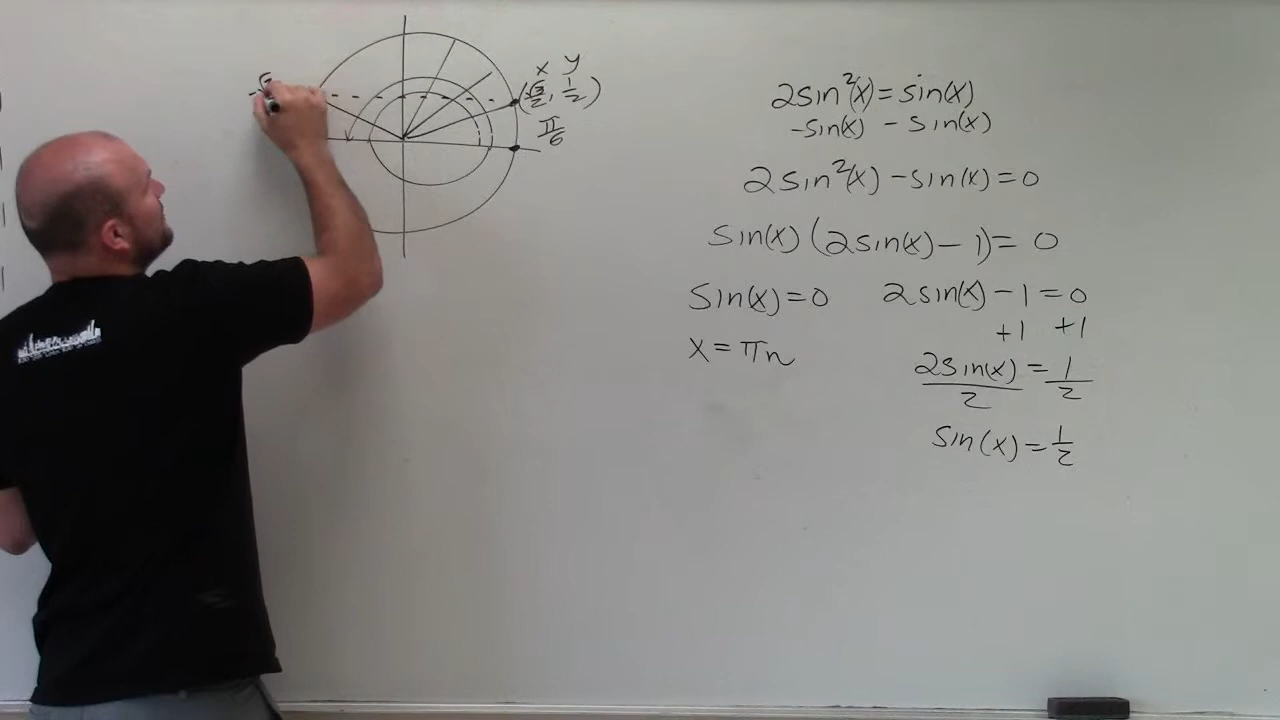 x y
(√3/2, 1/2)
π/6
2sin²(x) = sin(x)
-sin(x) - sin(x)
2sin²(x) - sin(x) = 0
sin(x) (2sin(x) - 1) = 0
sin(x) = 0 2sin(x) - 1 = 0
+1 +1
x = πn
2sin(x)/2 = 1/2
sin(x) = 1/2